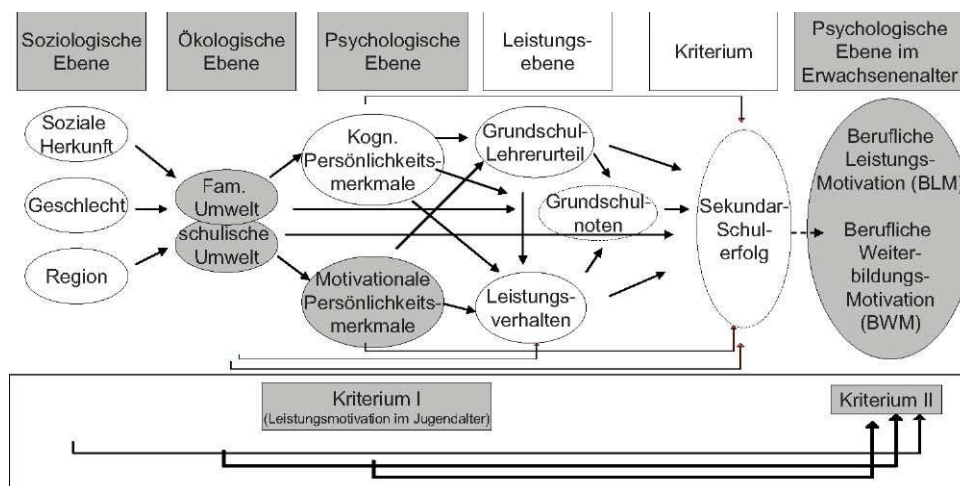 Soziologische
Ebene
Ökologische
Ebene
Psychologische
Ebene
Leistungs-
ebene
Kriterium
Psychologische
Ebene im
Erwachsenenalter
Soziale
Herkunft
Geschlecht
Region
Fam.
Umwelt
schulische
Umwelt
Kogn.
Persönlichkeits-
merkmale
Motivationale
Persönlichkeits-
merkmale
Grundschul-
Lehrerurteil
Grundschul-
noten
Leistungs-
verhalten
Sekundar-
Schul-
erfolg
Berufliche
Leistungs-
Motivation (BLM)
Berufliche
Weiter-
bildungs-
Motivation
(BWM)
Kriterium I
(Leistungsmotivation im Jugendalter)
Kriterium II